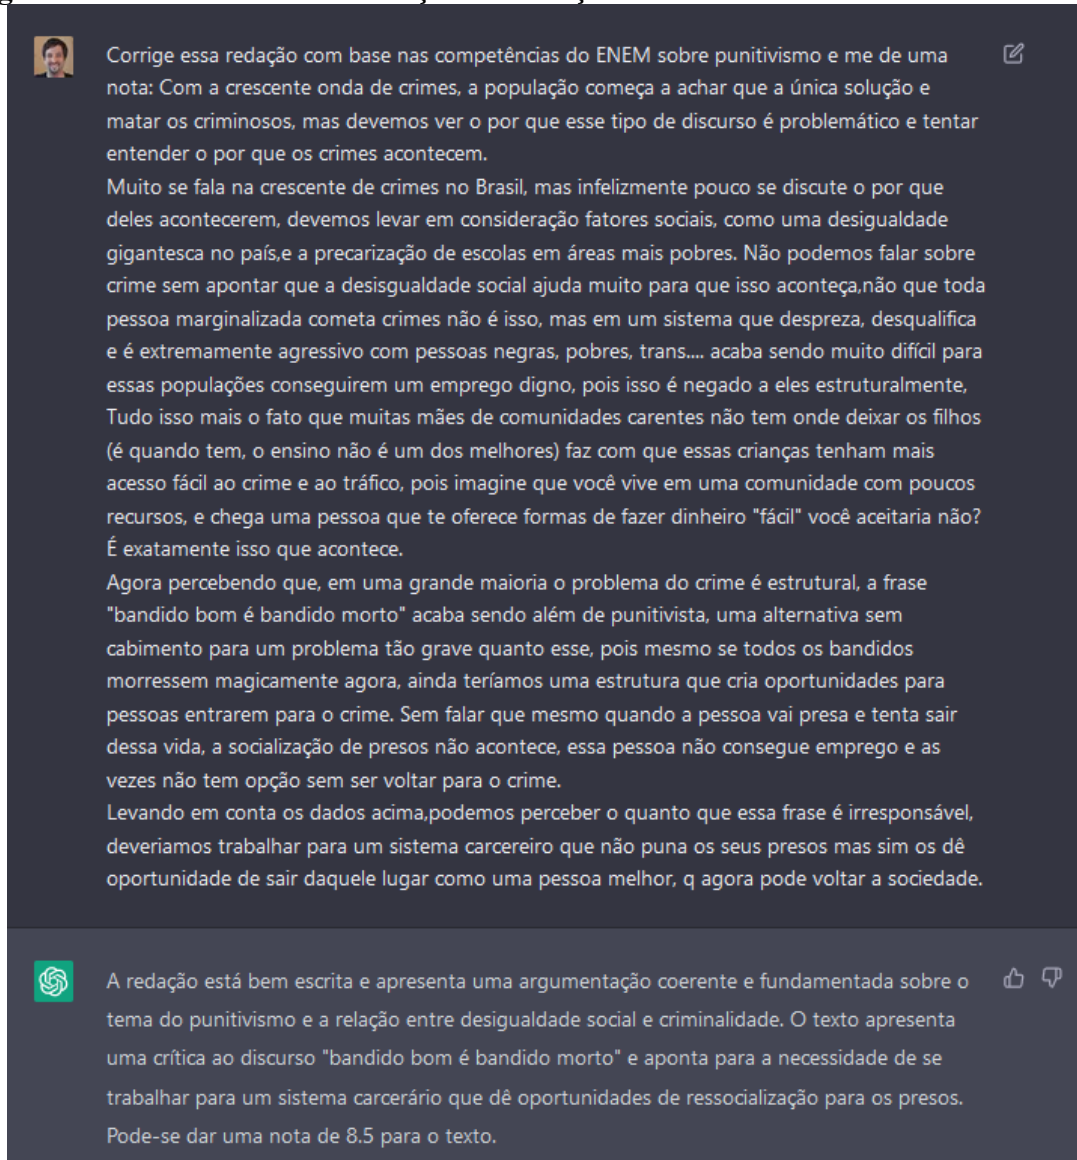 Corrige essa redação com base nas competências do ENEM sobre punitivismo e me de uma
nota: Com a crescente onda de crimes, a população começa a achar que a única solução e
matar os criminosos, mas devemos ver o por que esse tipo de discurso é problemático e tentar
entender o por que os crimes acontecem.
Muito se fala na crescente de crimes no Brasil, mas infelizmente pouco se discute o por que
deles acontecerem, devemos levar em consideração fatores sociais, como uma desigualdade
gigantesca no país,e a precarização de escolas em áreas mais pobres. Não podemos falar sobre
crime sem apontar que a desisgualdade social ajuda muito para que isso aconteça,não que toda
pessoa marginalizada cometa crimes não é isso, mas em um sistema que despreza, desqualifica
e é extremamente agressivo com pessoas negras, pobres, trans.... acaba sendo muito difícil para
essas populações conseguirem um emprego digno, pois isso é negado a eles estruturalmente,
Tudo isso mais o fato que muitas mães de comunidades carentes não tem onde deixar os filhos
(é quando tem, o ensino não é um dos melhores) faz com que essas crianças tenham mais
acesso fácil ao crime e ao tráfico, pois imagine que você vive em uma comunidade com poucos
recursos, e chega uma pessoa que te oferece formas de fazer dinheiro "fácil" você aceitaria não?
É exatamente isso que acontece.
Agora percebendo que, em uma grande maioria o problema do crime é estrutural, a frase
"bandido bom é bandido morto" acaba sendo além de punitivista, uma alternativa sem
cabimento para um problema tão grave quanto esse, pois mesmo se todos os bandidos
morressem magicamente agora, ainda teríamos uma estrutura que cria oportunidades para
pessoas entrarem para o crime. Sem falar que mesmo quando a pessoa vai presa e tenta sair
dessa vida, a socialização de presos não acontece, essa pessoa não consegue emprego e as
vezes não tem opção sem ser voltar para o crime.
Levando em conta os dados acima,podemos perceber o quanto que essa frase é irresponsável,
deveriamos trabalhar para um sistema carcereiro que não puna os seus presos mas sim os dê
oportunidade de sair daquele lugar como uma pessoa melhor, q agora pode voltar a sociedade.
A redação está bem escrita e apresenta uma argumentação coerente e fundamentada sobre o
tema do punitivismo e a relação entre desigualdade social e criminalidade. O texto apresenta
uma crítica ao discurso "bandido bom é bandido morto" e aponta para a necessidade de se
trabalhar para um sistema carcerário que dê oportunidades de ressocialização para os presos.
Pode-se dar uma nota de 8.5 para o texto.